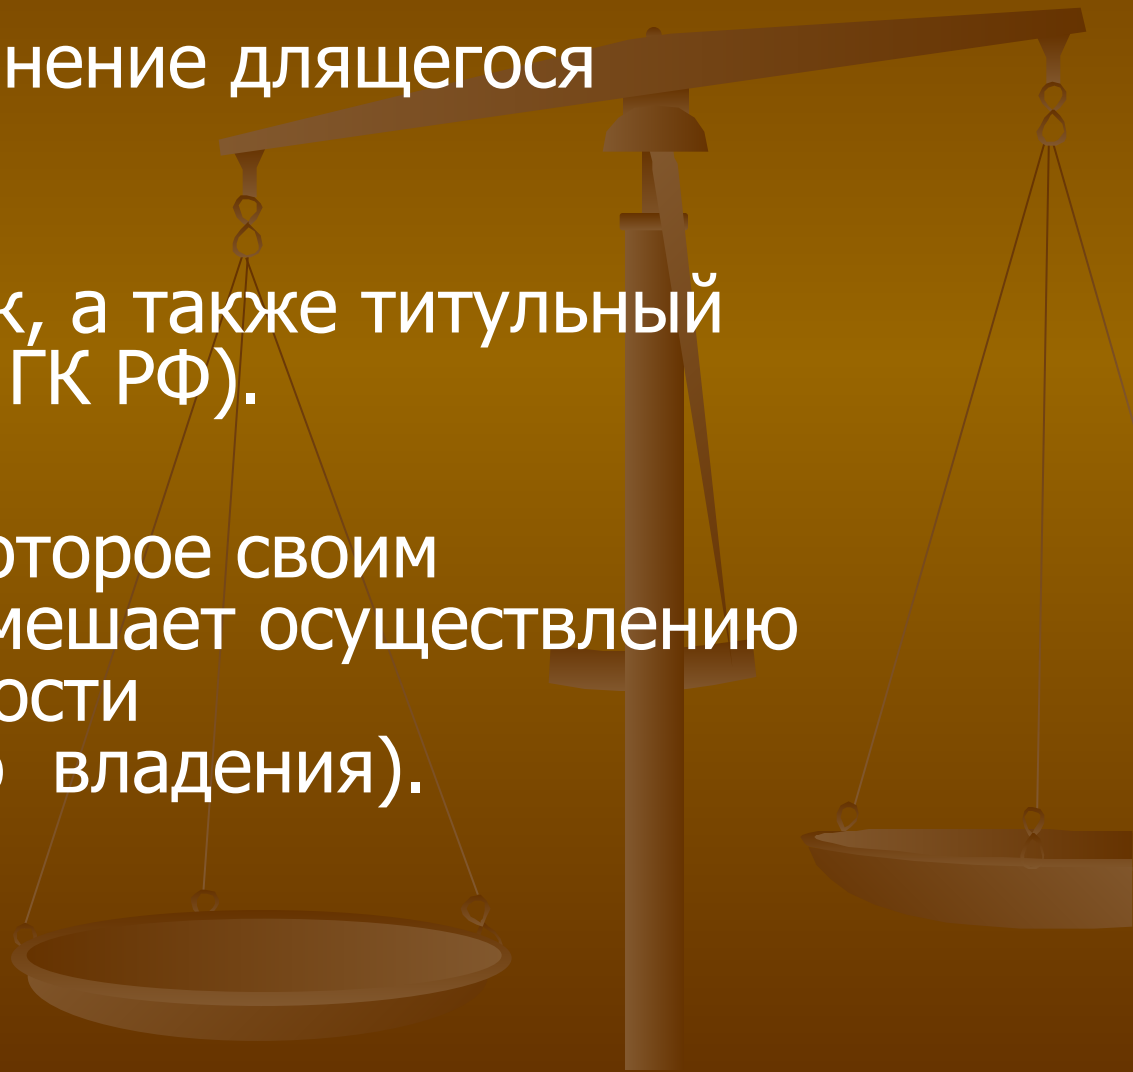 нение длящегося
к, а также титульный
ГК РФ).
оторое своим
мешает осуществлению
ости
владения).